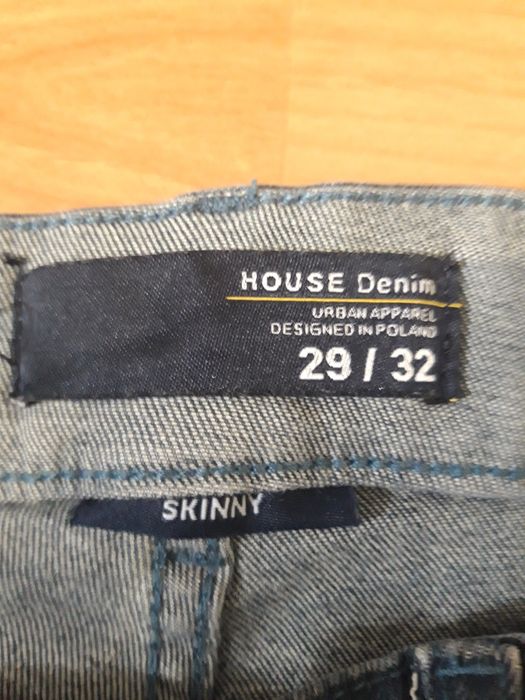 HOUSE Denim
URBAN APPAREL
DESIGNED IN POLAND
29 / 32
SKINNY